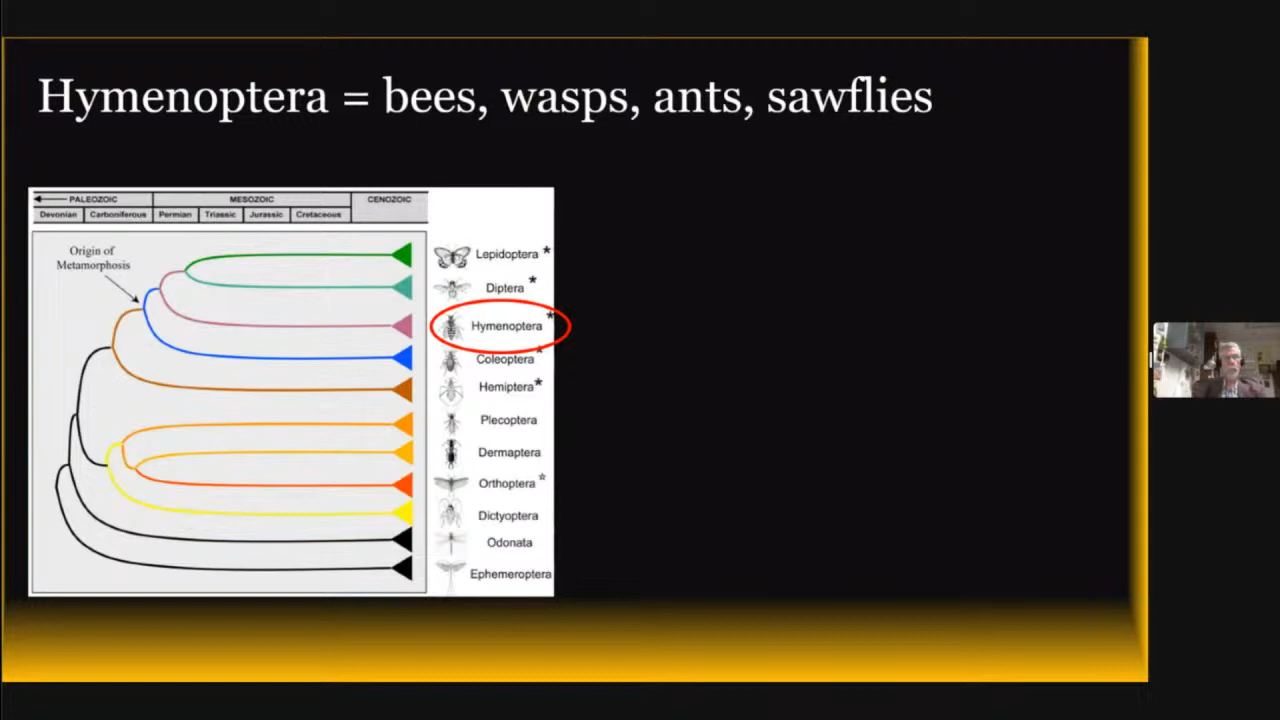 Hymenoptera = bees, wasps, ants, sawflies
PALEOZOIC MESOZOIC CENOZOIC
Devonian Carboniferous Permian Triassic Jurassic Cretaceous
Origin of
Metamorphosis
Lepidoptera *
Diptera *
Hymenoptera *
Coleoptera *
Hemiptera *
Plecoptera
Dermaptera
Orthoptera ☆
Dictyoptera
Odonata
Ephemeroptera